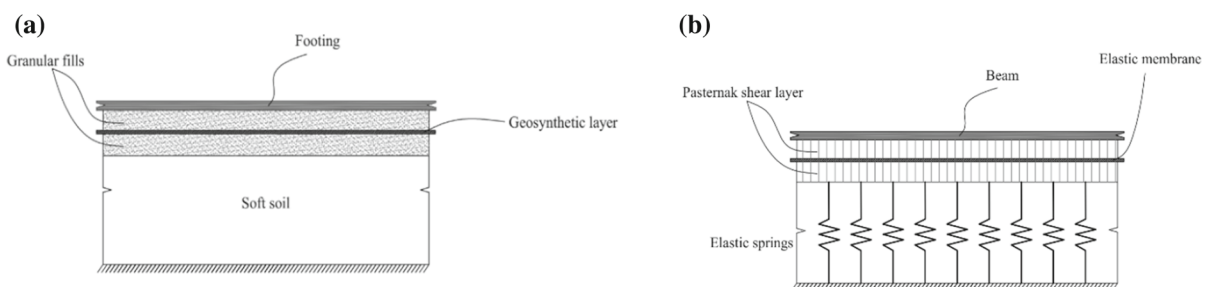 (a)
Footing
Granular fills
Geosynthetic layer
Soft soil
(b)
Elastic membrane
Beam
Pasternak shear layer
Elastic springs